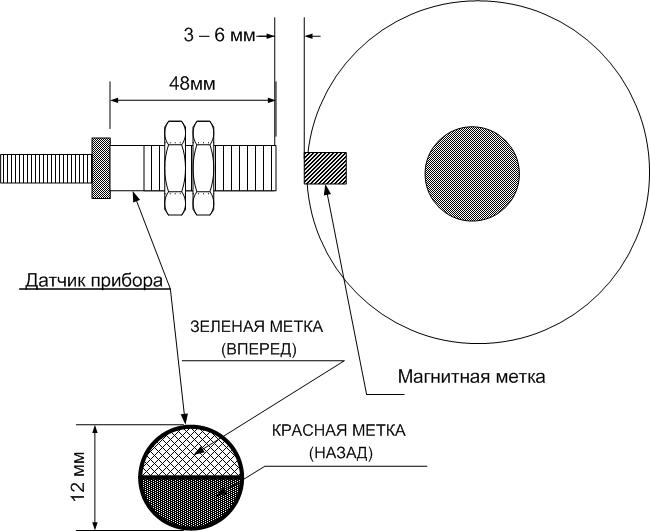 3 – 6 мм
48мм
Датчик прибора
ЗЕЛЕНАЯ МЕТКА
(ВПЕРЕД)
Магнитная метка
КРАСНАЯ МЕТКА
(НАЗАД)
12 мм